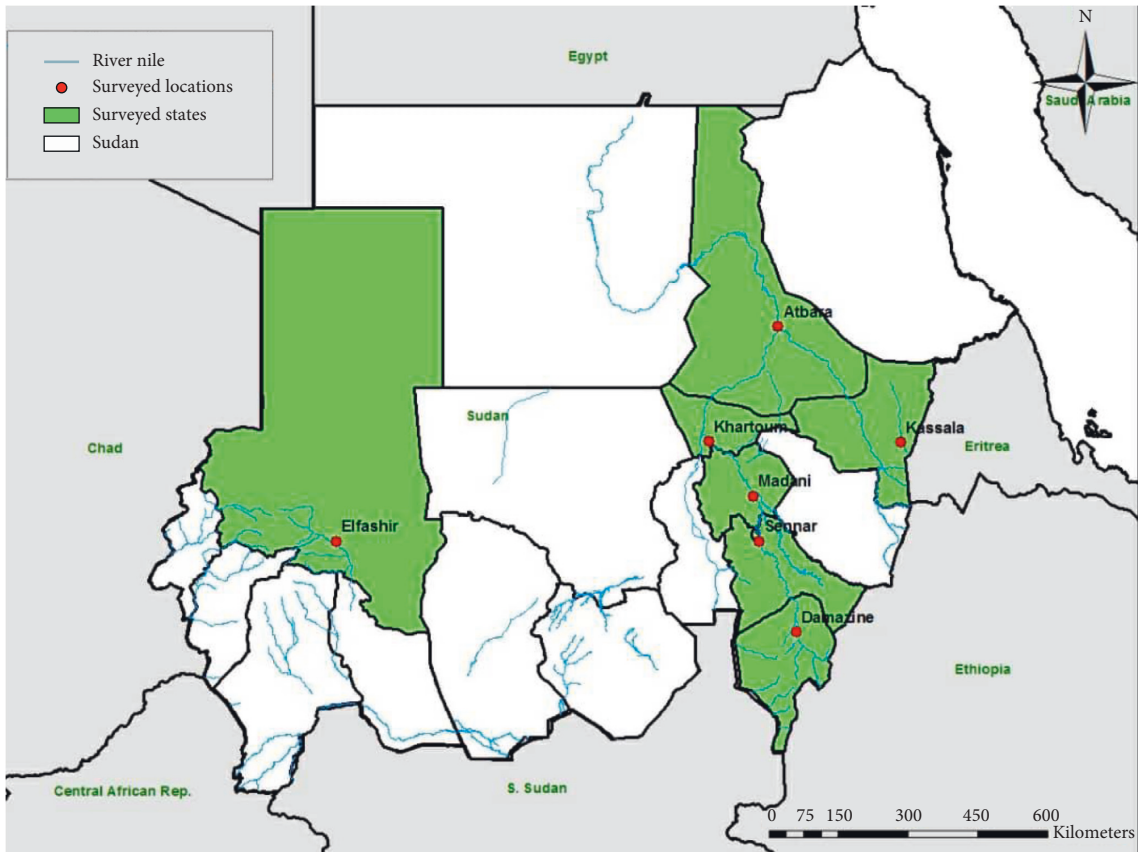 River nile
Surveyed locations
Surveyed states
Sudan
Egypt
N
Saudi Arabia
Atbara
Sudan
Khartoum
Kassala
Chad
Eritrea
Madani
Elfashir
Sennar
Damazine
Ethiopia
Central African Rep.
S. Sudan
0 75 150 300 450 600
Kilometers